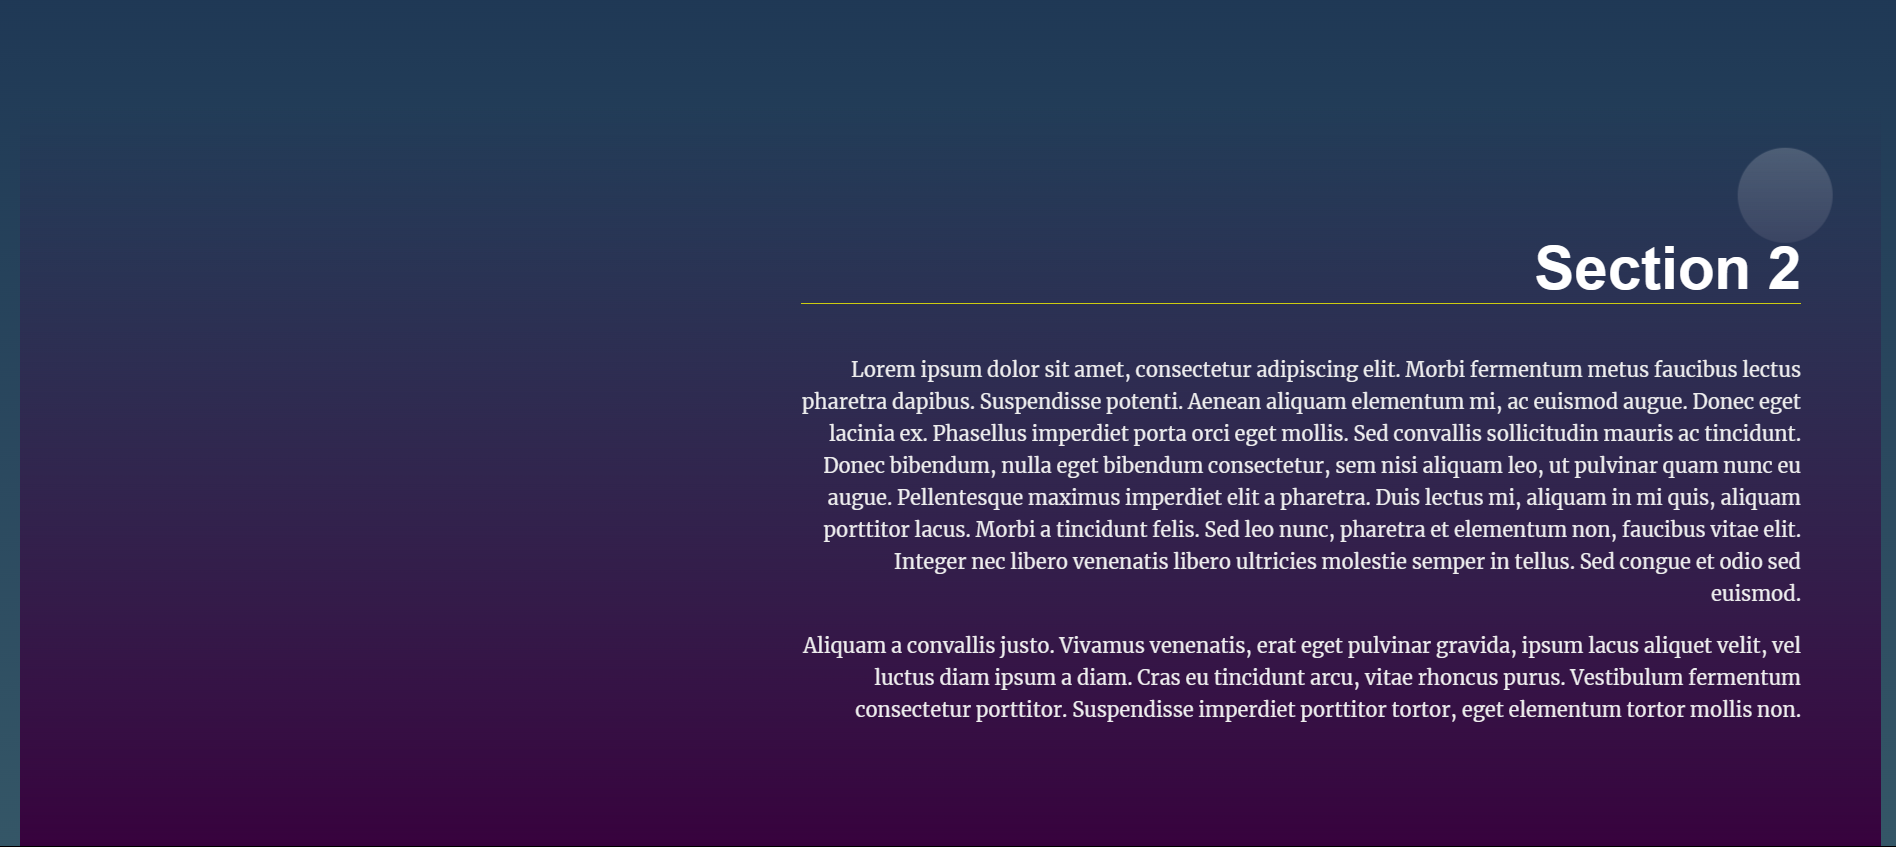 Section 2
Lorem ipsum dolor sit amet, consectetur adipiscing elit. Morbi fermentum metus faucibus lectus
pharetra dapibus. Suspendisse potenti. Aenean aliquam elementum mi, ac euismod augue. Donec eget
lacinia ex. Phasellus imperdiet porta orci eget mollis. Sed convallis sollicitudin mauris ac tincidunt.
Donec bibendum, nulla eget bibendum consectetur, sem nisi aliquam leo, ut pulvinar quam nunc eu
augue. Pellentesque maximus imperdiet elit a pharetra. Duis lectus mi, aliquam in mi quis, aliquam
porttitor lacus. Morbi a tincidunt felis. Sed leo nunc, pharetra et elementum non, faucibus vitae elit.
Integer nec libero venenatis libero ultricies molestie semper in tellus. Sed congue et odio sed
euismod.
Aliquam a convallis justo. Vivamus venenatis, erat eget pulvinar gravida, ipsum lacus aliquet velit, vel
luctus diam ipsum a diam. Cras eu tincidunt arcu, vitae rhoncus purus. Vestibulum fermentum
consectetur porttitor. Suspendisse imperdiet porttitor tortor, eget elementum tortor mollis non.